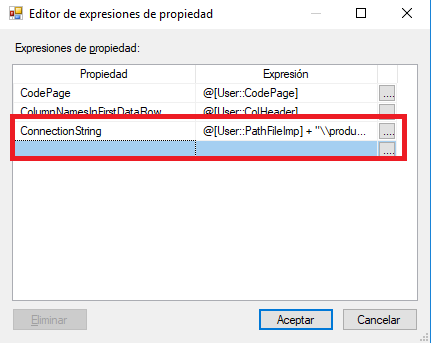 Editor de expresiones de propiedad
Expresiones de propiedad:
Propiedad Expresión
CodePage @[User::CodePage] ...
ColumnNamesInFirstDataRow @[User::ColHeader] ...
ConnectionString @[User::PathFileImp] + "\\produ... ...
...
Eliminar Aceptar Cancelar